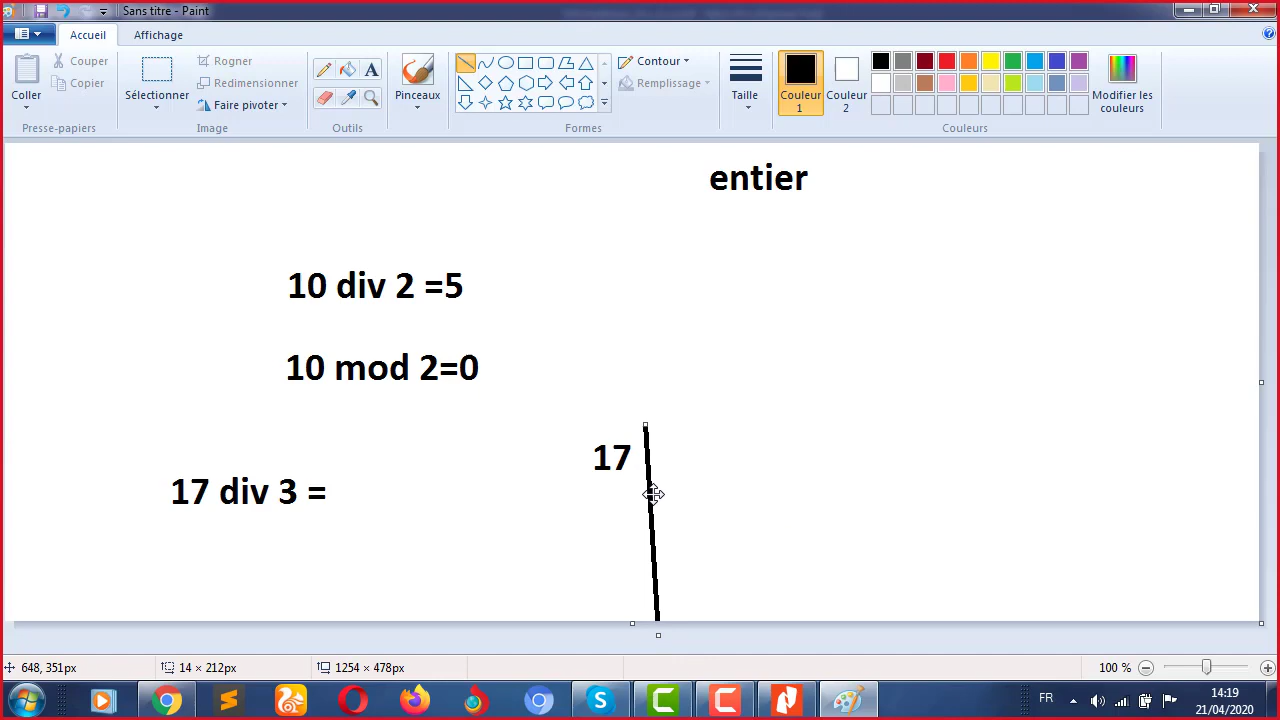 Sans titre - Paint
Accueil
Affichage
Coller
Couper
Copier
Presse-papiers
Sélectionner
Rogner
Redimensionner
Faire pivoter
Image
A
Outils
Pinceaux
Contour
Remplissage
Formes
Taille
Couleur
1
Couleur
2
Modifier les
couleurs
Couleurs
entier
10 div 2 =5
10 mod 2=0
17
17 div 3 =
648, 351px
14 × 212px
1254 × 478px
100 %
FR
14:19
21/04/2020